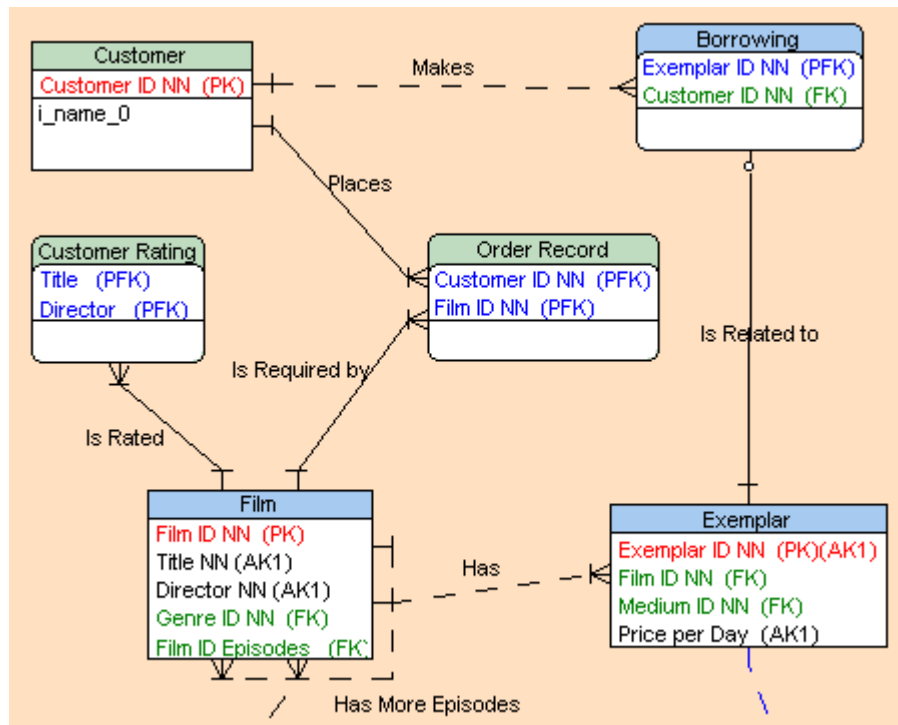 Customer
Customer ID NN (PK)
i_name_0
Makes
Borrowing
Exemplar ID NN (PFK)
Customer ID NN (FK)
Places
Customer Rating
Title (PFK)
Director (PFK)
Order Record
Customer ID NN (PFK)
Film ID NN (PFK)
Is Related to
Is Required by
Is Rated
Film
Film ID NN (PK)
Title NN (AK1)
Director NN (AK1)
Genre ID NN (FK)
Film ID Episodes (FK)
Has
Exemplar
Exemplar ID NN (PK)(AK1)
Film ID NN (FK)
Medium ID NN (FK)
Price per Day (AK1)
Has More Episodes